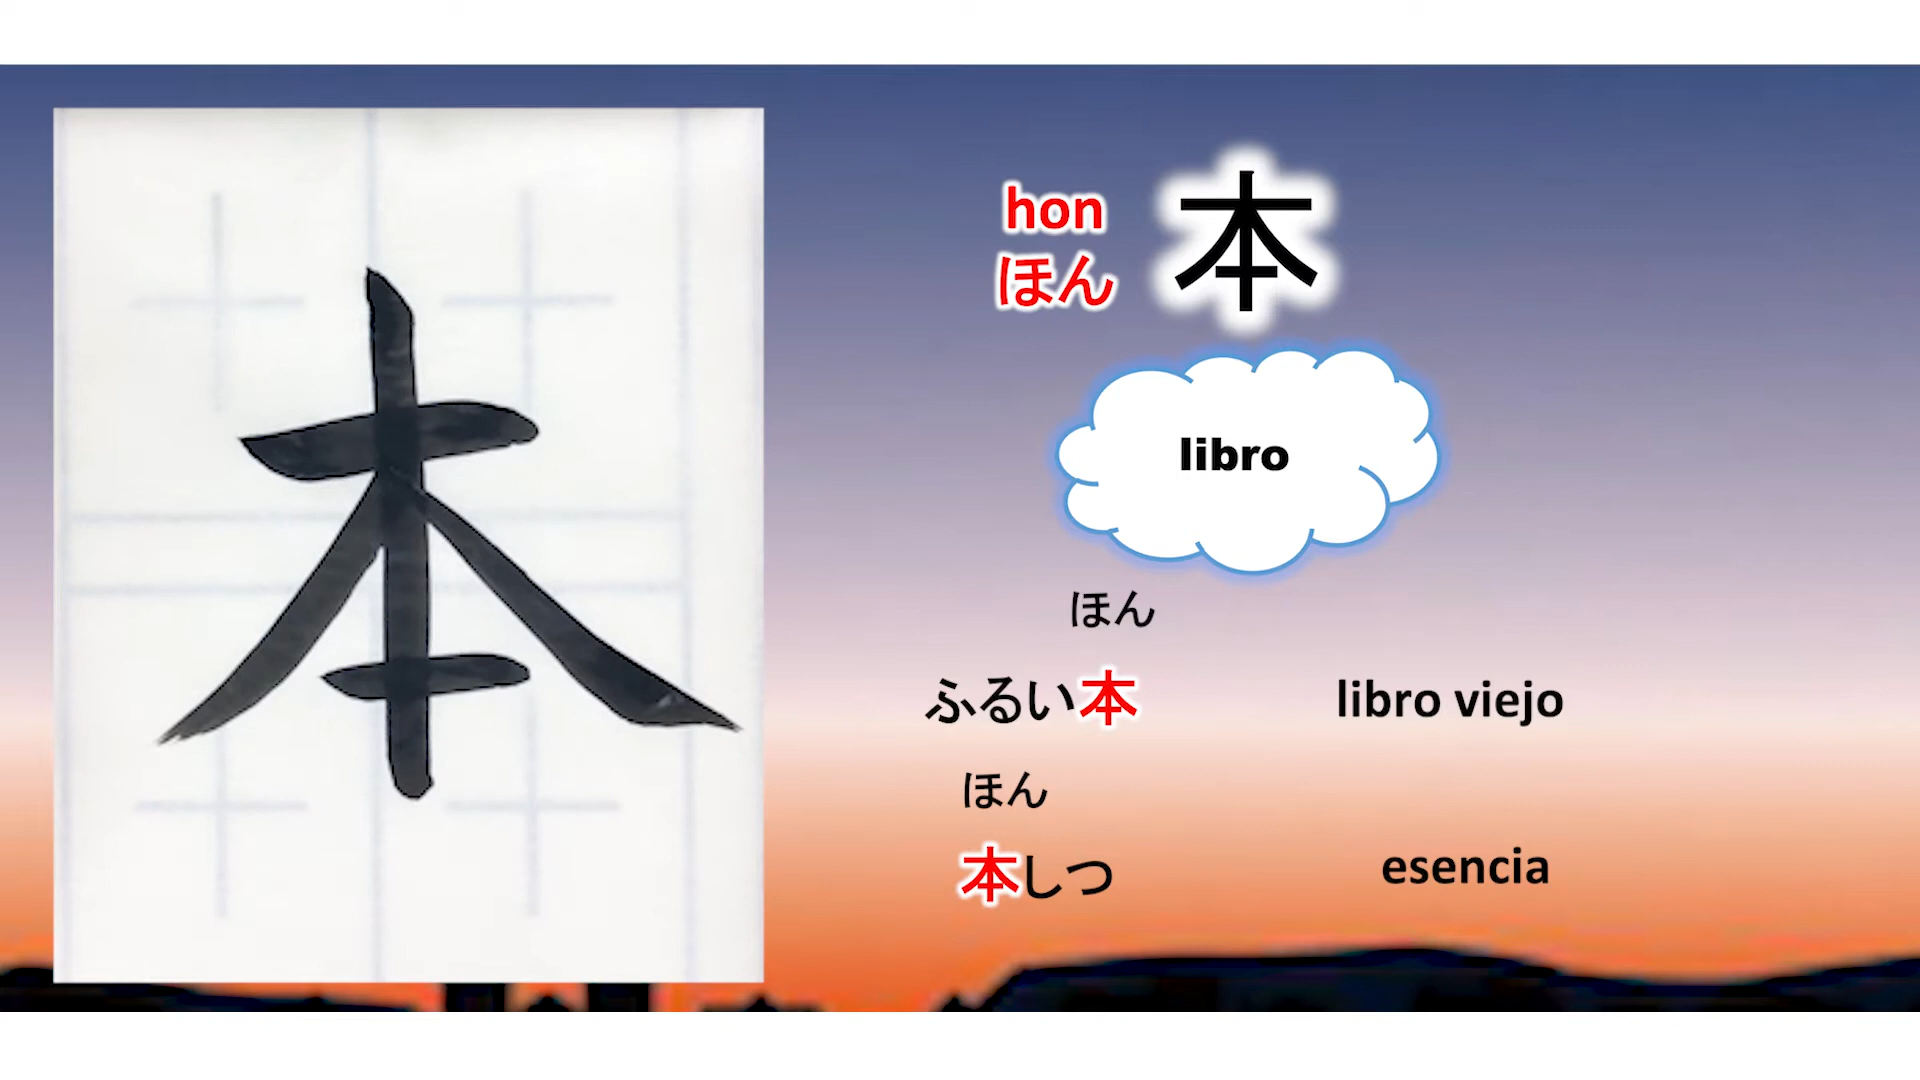 本
hon
ほん
本
libro
ほん
ふるい本 libro viejo
ほん
本しつ esencia